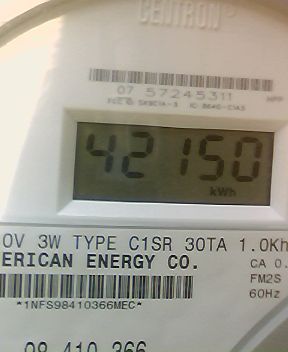 CENTRON®
07 57245311
42150
kWh
0V 3W TYPE C1SR 30TA 1.0Kh
ERICAN ENERGY CO.
CA 0.
FM2S
60Hz
*1NFS98410366MEC*
98 410 366